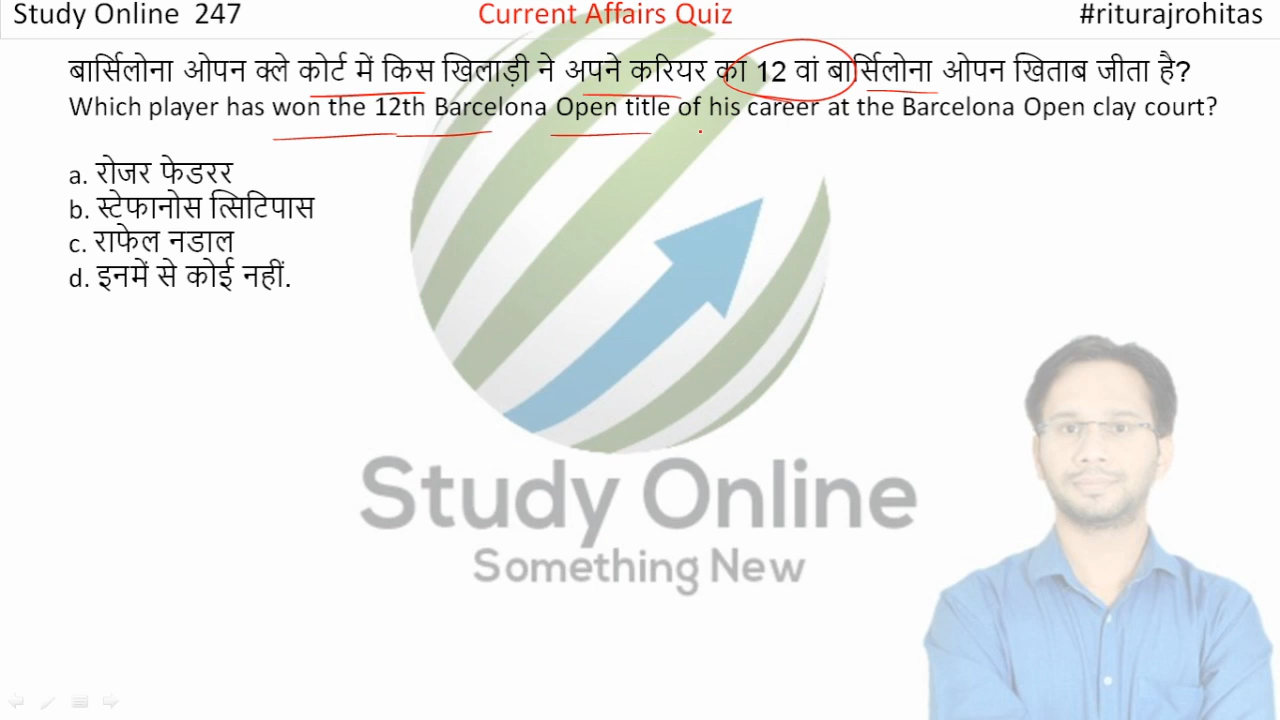 Study Online 247
Current Affairs Quiz
#riturajrohitas
बार्सिलोना ओपन क्ले कोर्ट में किस खिलाड़ी ने अपने करियर का 12 वां बार्सिलोना ओपन खिताब जीता है?
Which player has won the 12th Barcelona Open title of his career at the Barcelona Open clay court?
a. रोजर फेडरर
b. स्टेफानोस त्सिटिपास
c. राफेल नडाल
d. इनमें से कोई नहीं.
Study Online
Something New